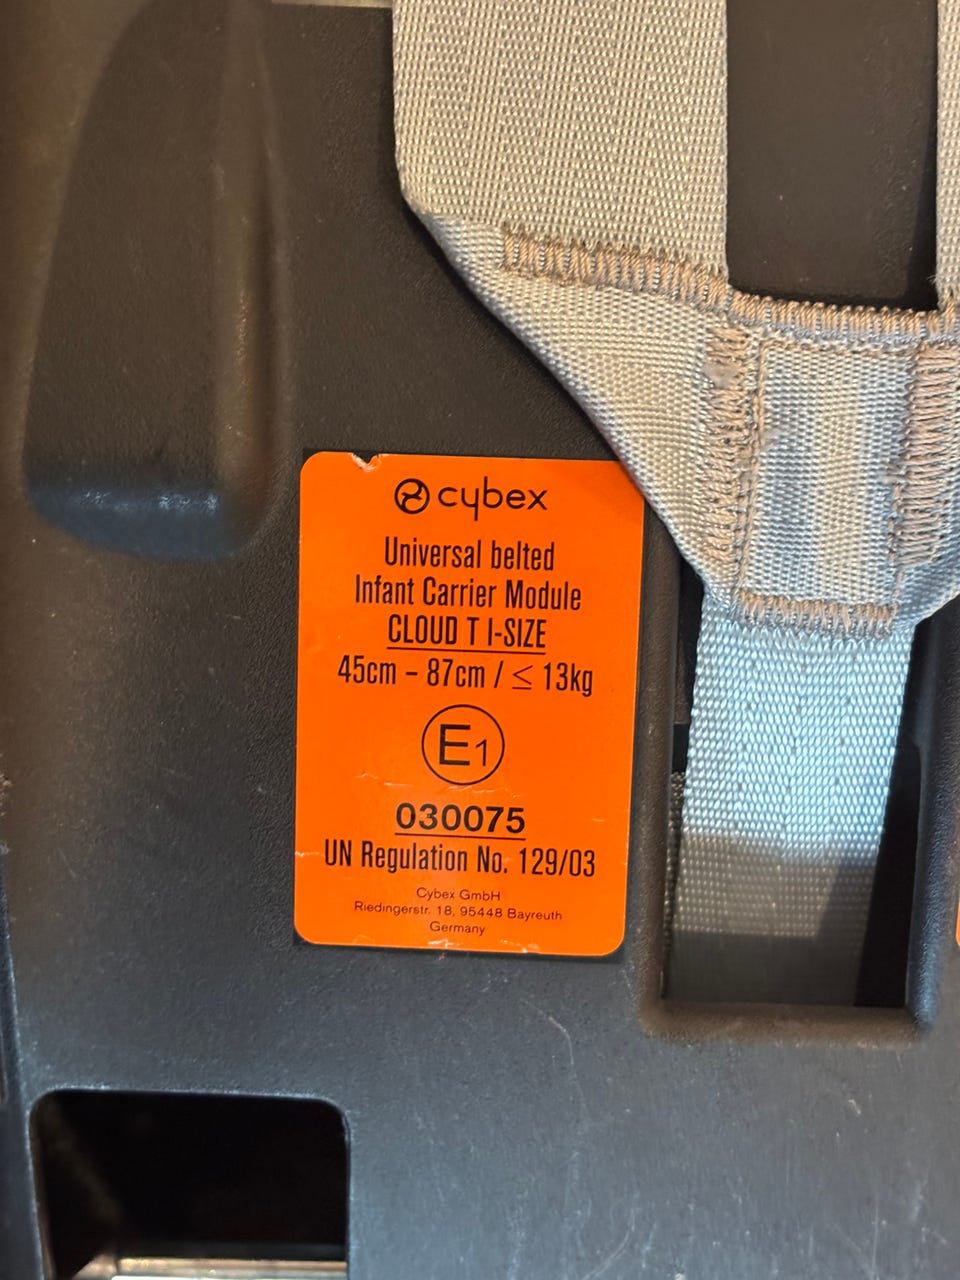 cybex
Universal belted
Infant Carrier Module
CLOUD T I-SIZE
45cm – 87cm / ≤ 13kg
E1
030075
UN Regulation No. 129/03
Cybex GmbH
Riedingerstr. 18, 95448 Bayreuth
Germany